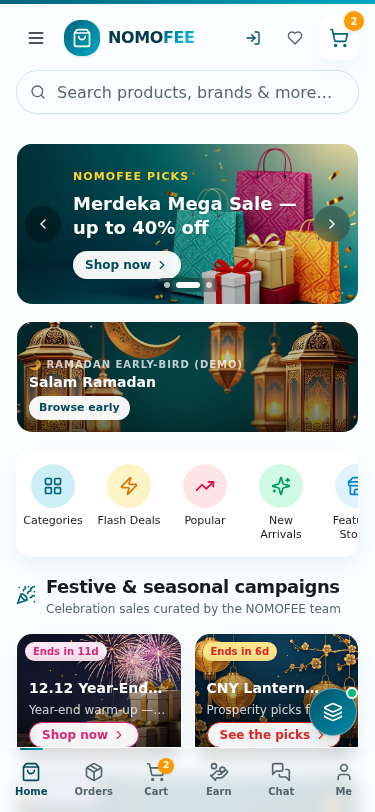 NOMOFEE
2
Search products, brands & more...
NOMOFEE PICKS
Merdeka Mega Sale —
up to 40% off
Shop now
🌙 RAMADAN EARLY-BIRD (DEMO)
Salam Ramadan
Browse early
Categories
Flash Deals
Popular
New
Arrivals
Festive & seasonal campaigns
Celebration sales curated by the NOMOFEE team
Ends in 11d
12.12 Year-End...
Year-end warm-up —...
Shop now
Ends in 6d
CNY Lantern...
Prosperity picks
See the picks
Home
Orders
2
Cart
Earn
Chat
Me